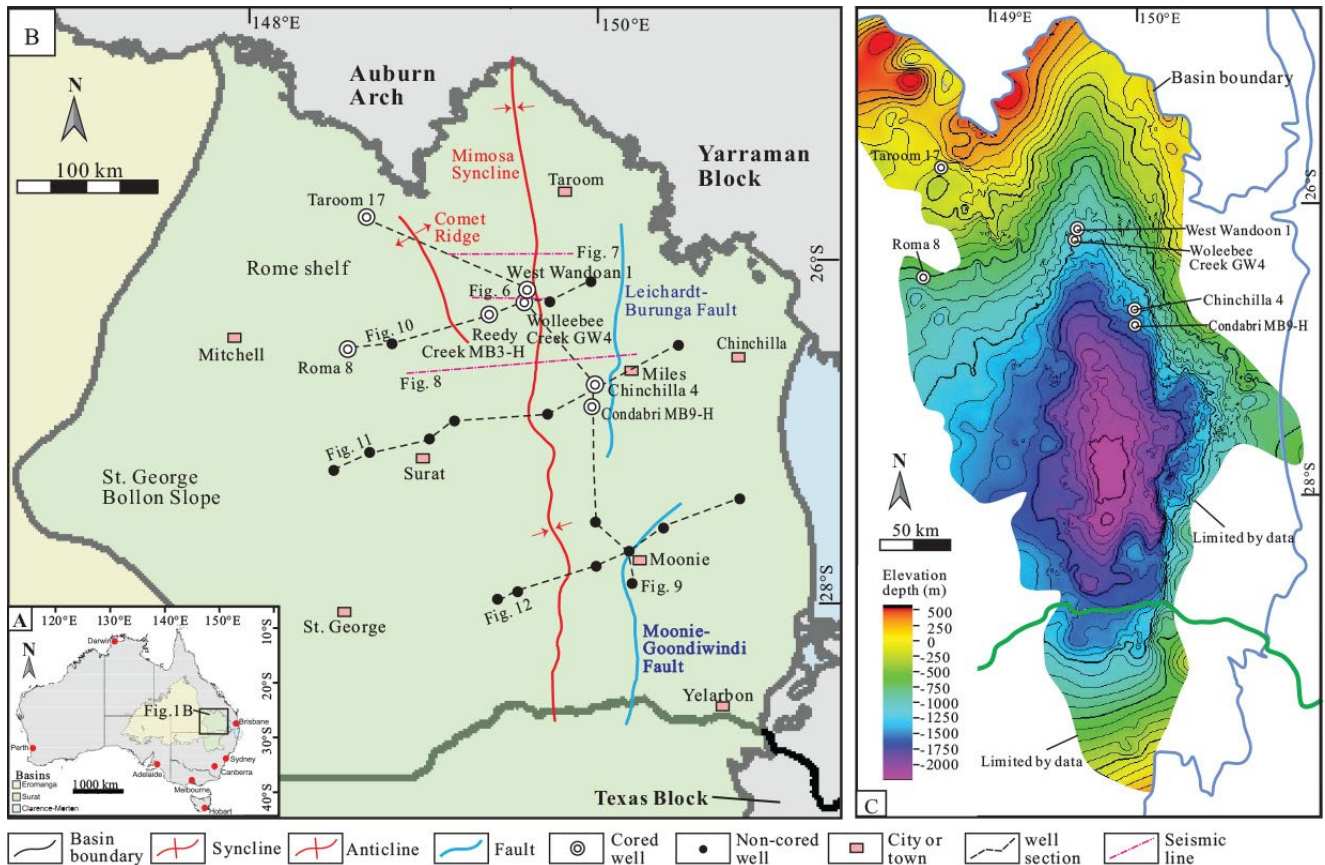 B
148°E
150°E
N
100 km
Auburn
Arch
Yarraman
Block
Mimosa
Syncline
Taroom
Taroom 17
Comet
Ridge
Rome shelf
Fig. 7
26°S
West Wandoan 1
Fig. 6
Leichardt-
Burunga Fault
Wolleebee
Creek GW4
Reedy
Creek MB3-H
Fig. 10
Mitchell
Roma 8
Chinchilla
Fig. 8
Miles
Chinchilla 4
Condabri MB9-H
Fig. 11
Surat
St. George
Bollon Slope
Moonie
Fig. 9
Fig. 12
28°S
St. George
Moonie-
Goondiwindi
Fault
Yelarbon
Texas Block
A
120°E
130°E
140°E
150°E
N
Darwin
10°S
20°S
30°S
40°S
Fig.1B
Brisbane
Perth
Sydney
Adelaide
Canberra
Melbourne
Hobart
Basins
Eromanga
Surat
Clarence-Morton
1000 km
149°E
150°E
Basin boundary
Taroom 17
26°S
West Wandoon 1
Woleebee
Creek GW4
Roma 8
Chinchilla 4
Condabri MB9-H
N
50 km
28°S
Limited by data
Elevation
depth (m)
500
250
0
-250
-500
-750
-1000
-1250
-1500
-1750
-2000
Limited by data
C
Basin
boundary
Syncline
Anticline
Fault
Cored
well
Non-cored
well
City or
town
well
section
Seismic
line